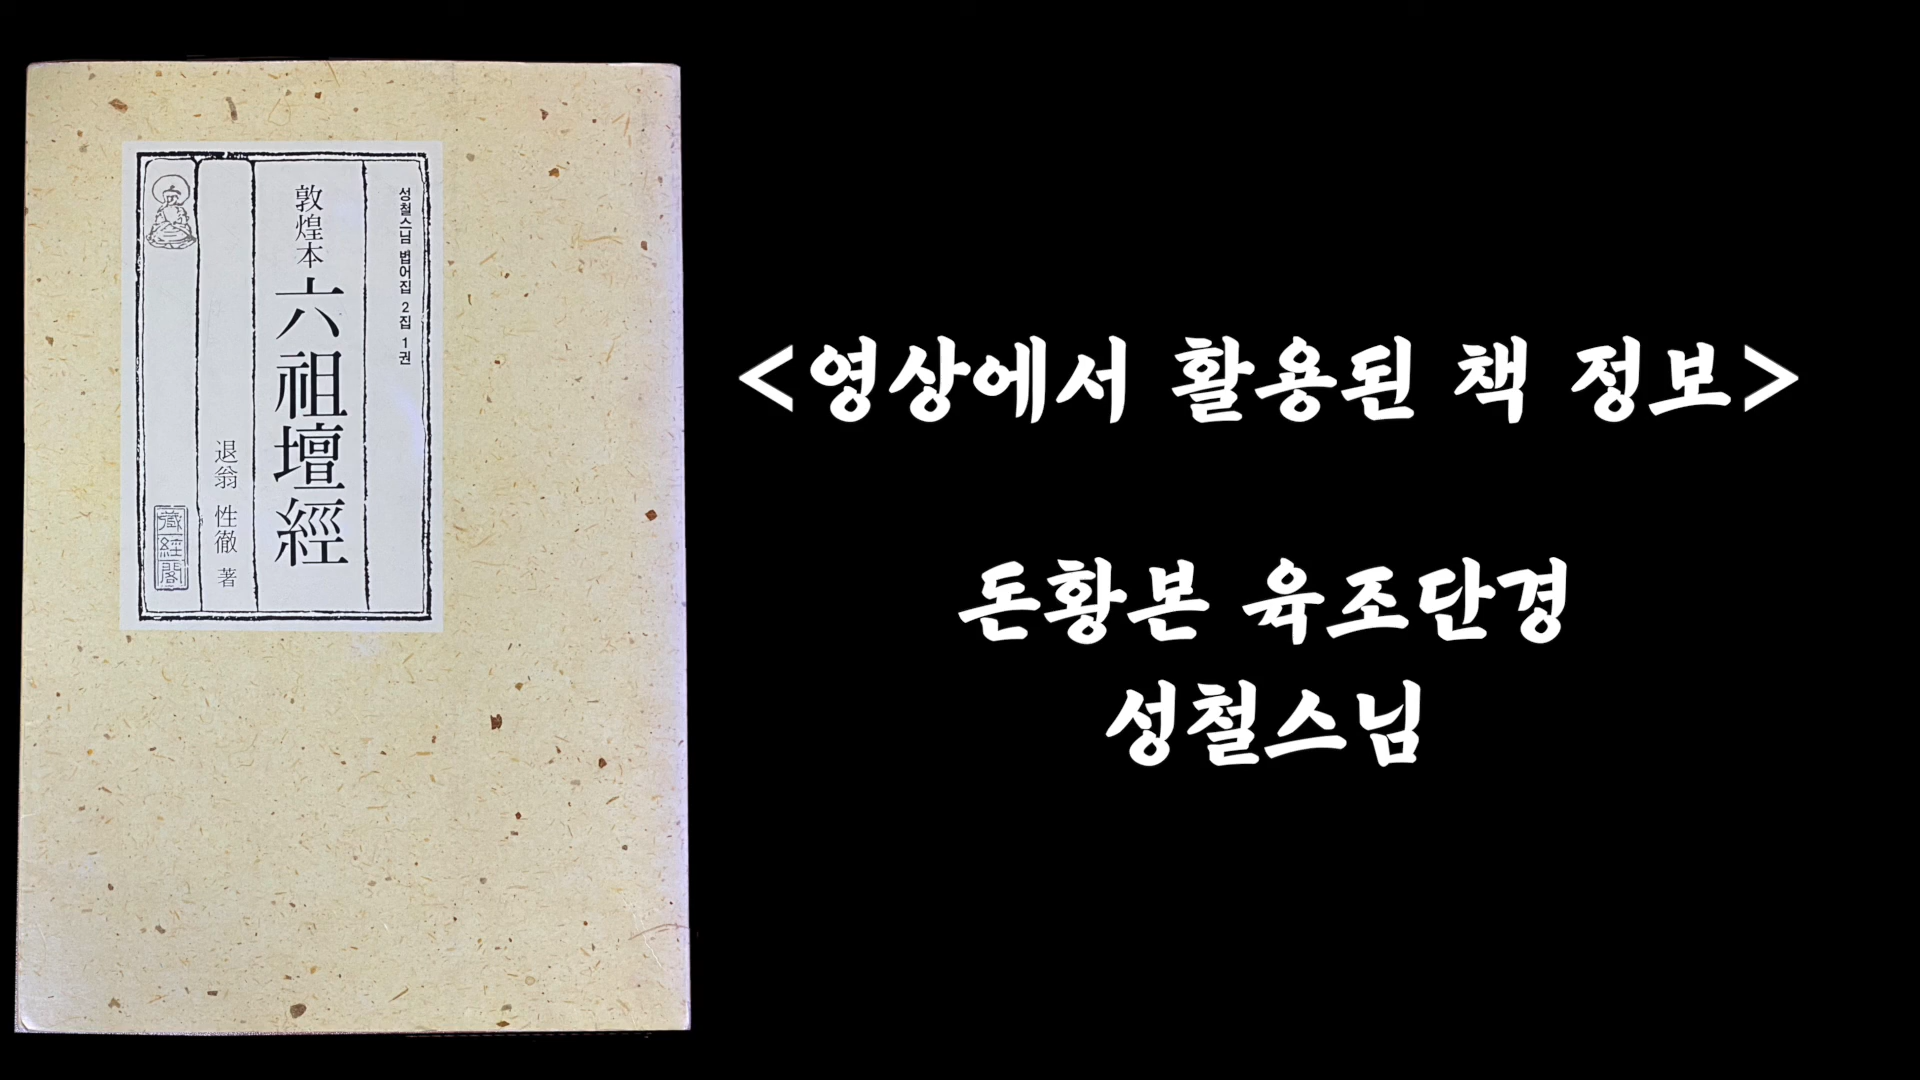 성철스님 법어집 2집 1권
敦煌本 六祖壇經
退翁 性徹 著
藏經閣
<영상에서 활용된 책 정보>
돈황본 육조단경
성철스님